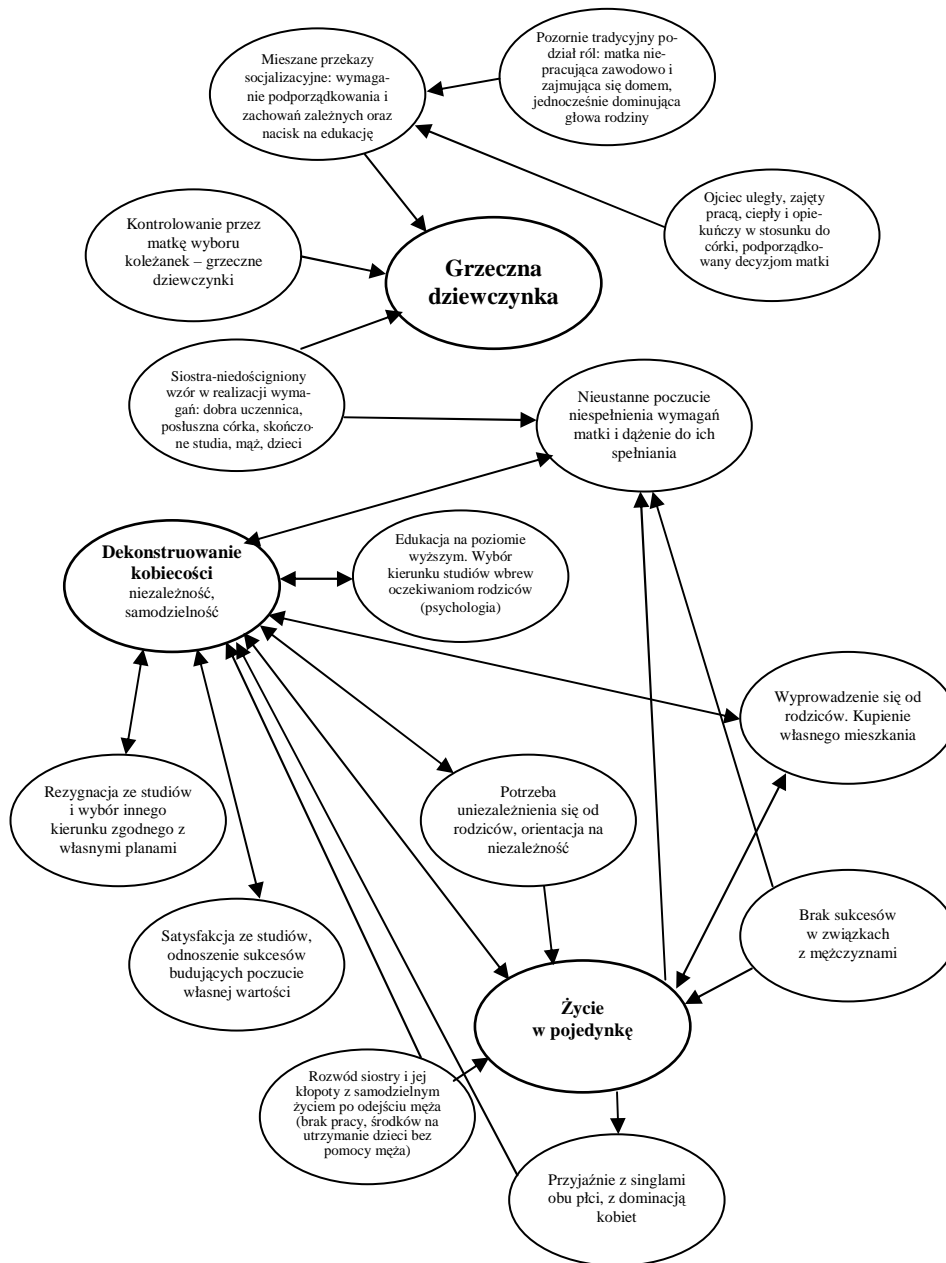 Mieszane przekazy
socjalizacyjne: wymaga-
nie podporządkowania i
zachowań zależnych oraz
nacisk na edukację
Pozornie tradycyjny po-
dział ról: matka nie-
pracująca zawodowo i
zajmująca się domem,
jednocześnie dominująca
głowa rodziny
Ojciec uległy, zajęty
pracą, ciepły i opie-
kuńczy w stosunku do
córki, podporządko-
wany decyzjom matki
Kontrolowanie przez
matkę wyboru
koleżanek – grzeczne
dziewczynki
Grzeczna
dziewczynka
Siostra-niedościgniony
wzór w realizacji wyma-
gań: dobra uczennica,
posłuszna córka, skończo-
ne studia, mąż, dzieci
Nieustanne poczucie
niespełnienia wymagań
matki i dążenie do ich
spełniania
Dekonstruowanie
kobiecości
niezależność,
samodzielność
Edukacja na poziomie
wyższym. Wybór
kierunku studiów wbrew
oczekiwaniom rodziców
(psychologia)
Wyprowadzenie się od
rodziców. Kupienie
własnego mieszkania
Rezygnacja ze studiów
i wybór innego
kierunku zgodnego z
własnymi planami
Potrzeba
uniezależnienia się od
rodziców, orientacja na
niezależność
Satysfakcja ze studiów,
odnoszenie sukcesów
budujących poczucie
własnej wartości
Brak sukcesów
w związkach
z mężczyznami
Życie
w pojedynkę
Rozwód siostry i jej
kłopoty z samodzielnym
życiem po odejściu męża
(brak pracy, środków na
utrzymanie dzieci bez
pomocy męża)
Przyjaźnie z singlami
obu płci, z dominacją
kobiet